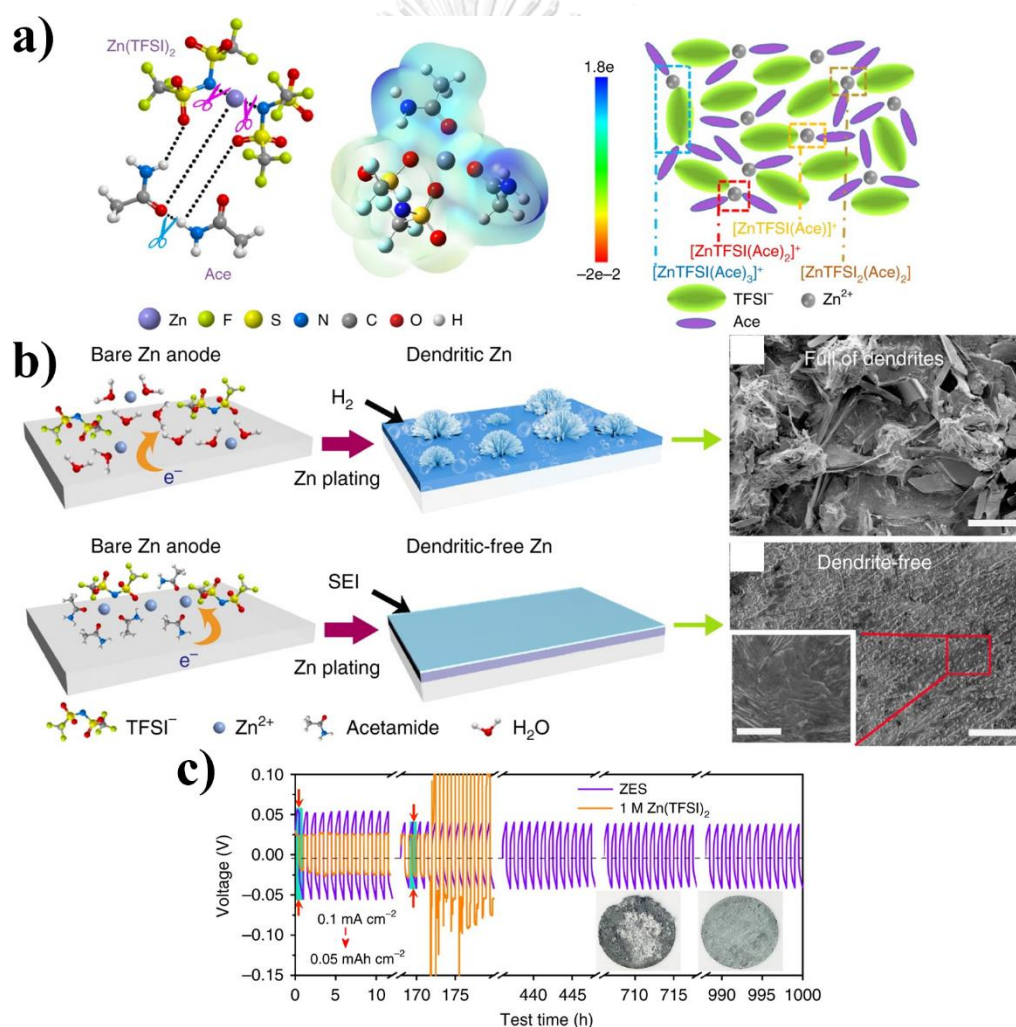 a)
Zn(TFSI)₂
Ace
Zn F S N C O H
1.8e
−2e−2
[ZnTFSI(Ace)]⁺
[ZnTFSI(Ace)₂]⁺
[ZnTFSI(Ace)₃]⁺ [ZnTFSI₂(Ace)₂]
TFSI⁻ Zn²⁺
Ace
b)
Bare Zn anode
e⁻
Zn plating
Dendritic Zn
H₂
Full of dendrites
Bare Zn anode
e⁻
Zn plating
Dendritic-free Zn
SEI
Dendrite-free
TFSI⁻ Zn²⁺ Acetamide H₂O
c)
Voltage (V)
0.10
0.05
0.00
−0.05
−0.10
−0.15
ZES
1 M Zn(TFSI)₂
0.1 mA cm⁻²
0.05 mAh cm⁻²
0 5 10 170 175 440 445 710 715 990 995 1000
Test time (h)